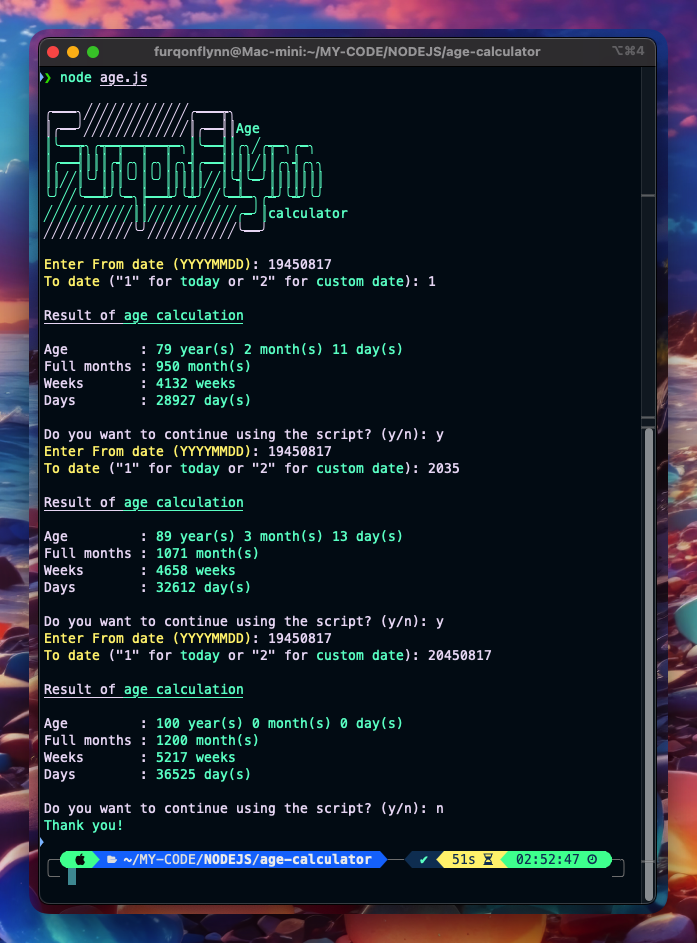 furqonflynn@Mac-mini:~/MY-CODE/NODEJS/age-calculator
⌥⌘4
❯ node age.js
Age
calculator
Enter From date (YYYYMMDD): 19450817
To date ("1" for today or "2" for custom date): 1
Result of age calculation
Age         : 79 year(s) 2 month(s) 11 day(s)
Full months : 950 month(s)
Weeks       : 4132 weeks
Days        : 28927 day(s)
Do you want to continue using the script? (y/n): y
Enter From date (YYYYMMDD): 19450817
To date ("1" for today or "2" for custom date): 2035
Result of age calculation
Age         : 89 year(s) 3 month(s) 13 day(s)
Full months : 1071 month(s)
Weeks       : 4658 weeks
Days        : 32612 day(s)
Do you want to continue using the script? (y/n): y
Enter From date (YYYYMMDD): 19450817
To date ("1" for today or "2" for custom date): 20450817
Result of age calculation
Age         : 100 year(s) 0 month(s) 0 day(s)
Full months : 1200 month(s)
Weeks       : 5217 weeks
Days        : 36525 day(s)
Do you want to continue using the script? (y/n): n
Thank you!
~/MY-CODE/NODEJS/age-calculator ✔ 51s 02:52:47